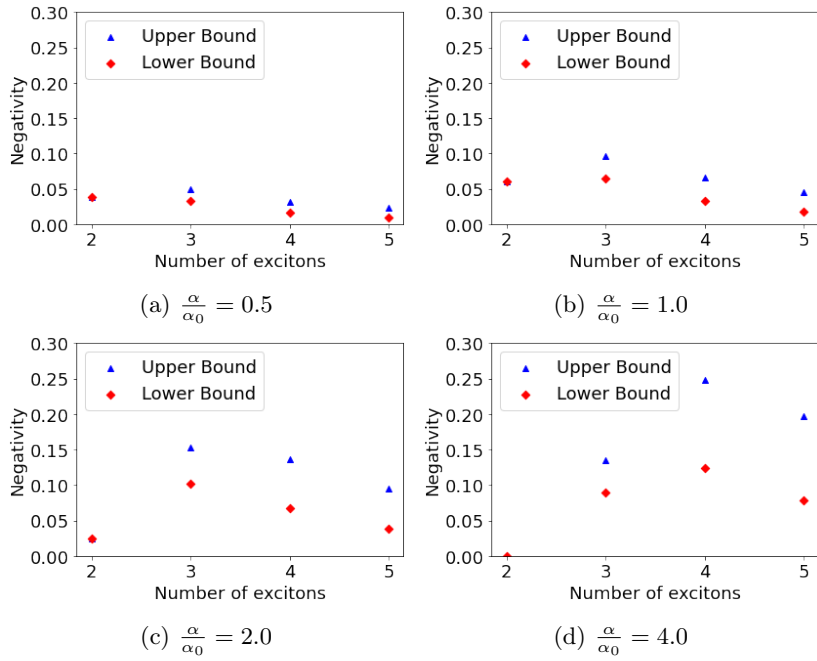 0.30
0.25
0.20
0.15
0.10
0.05
0.00
Negativity
Upper Bound
Lower Bound
2 3 4 5
Number of excitons
(a) α/α₀ = 0.5
0.30
0.25
0.20
0.15
0.10
0.05
0.00
Negativity
Upper Bound
Lower Bound
2 3 4 5
Number of excitons
(b) α/α₀ = 1.0
0.30
0.25
0.20
0.15
0.10
0.05
0.00
Negativity
Upper Bound
Lower Bound
2 3 4 5
Number of excitons
(c) α/α₀ = 2.0
0.30
0.25
0.20
0.15
0.10
0.05
0.00
Negativity
Upper Bound
Lower Bound
2 3 4 5
Number of excitons
(d) α/α₀ = 4.0